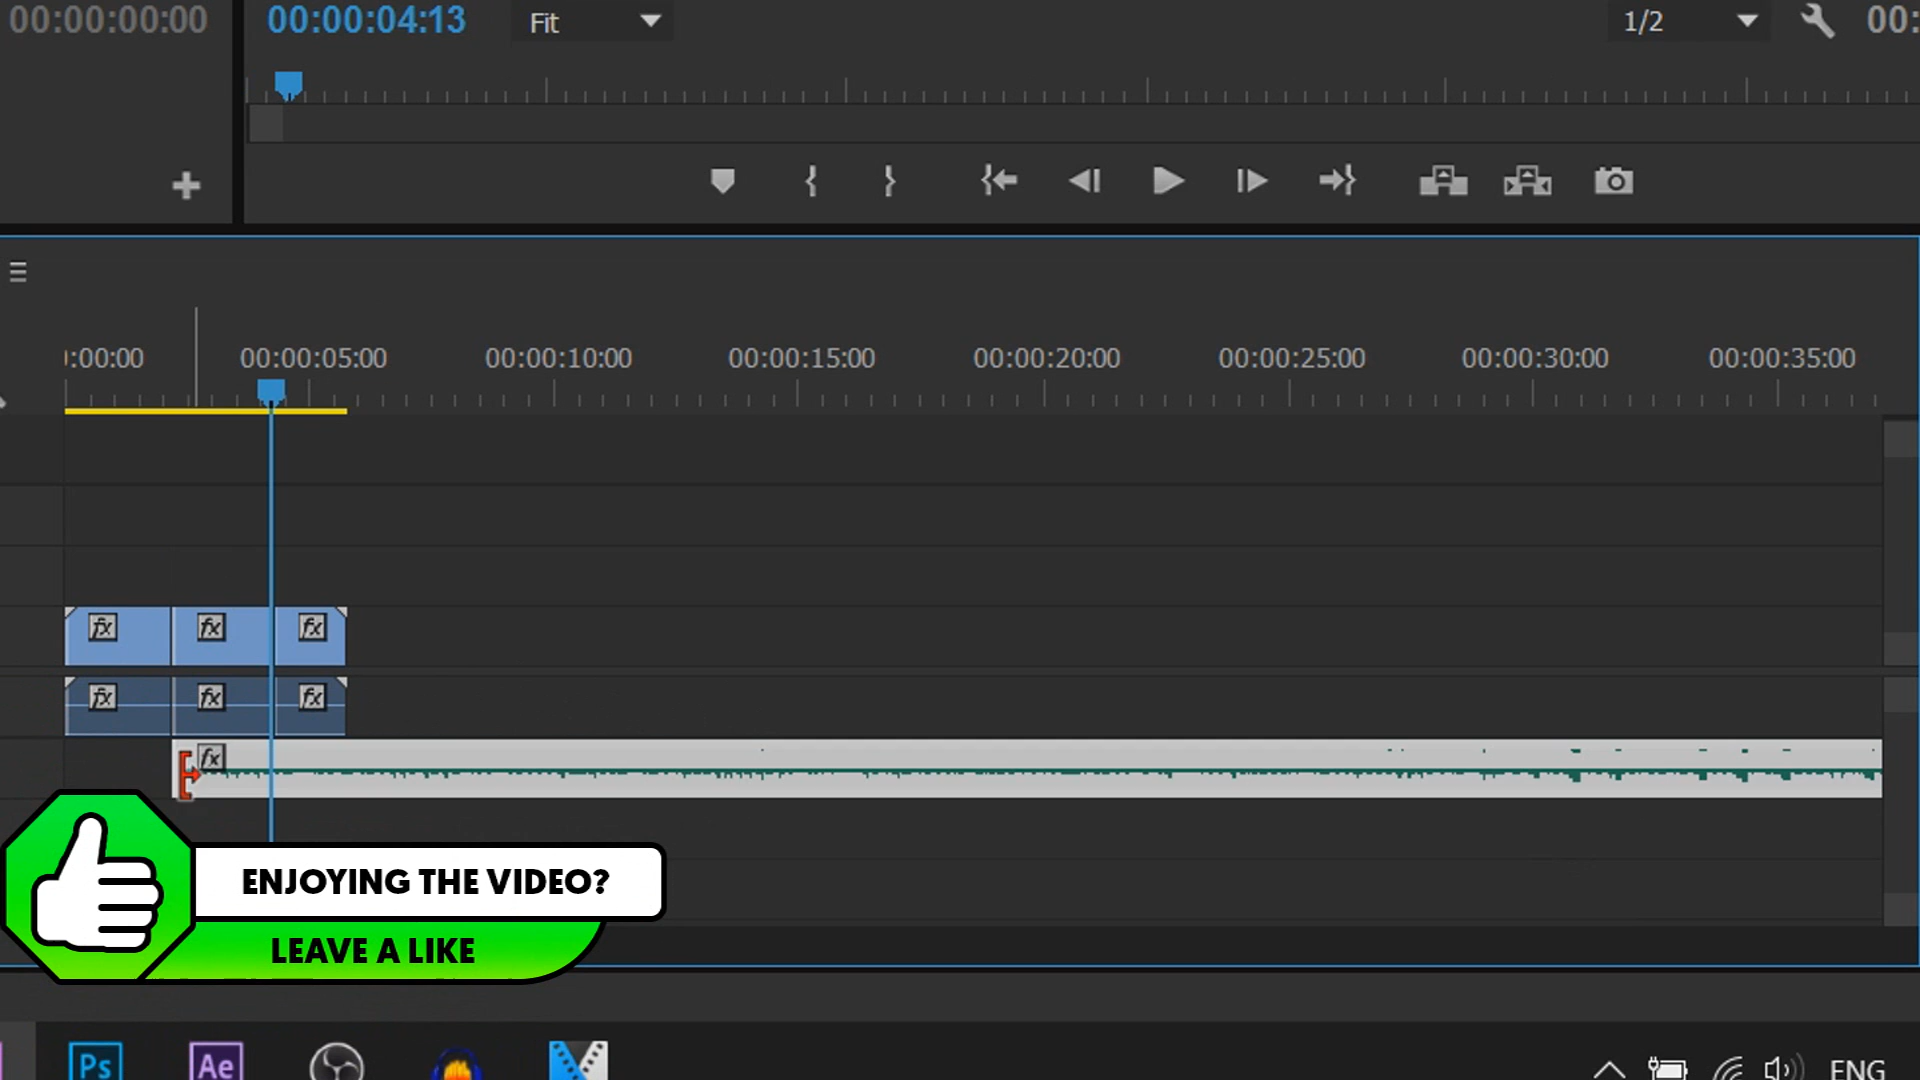 00:00:00:00
00:00:04:13
Fit
1/2
00:
:00:00
00:00:05:00
00:00:10:00
00:00:15:00
00:00:20:00
00:00:25:00
00:00:30:00
00:00:35:00
fx
fx
fx
fx
fx
fx
fx
ENJOYING THE VIDEO?
LEAVE A LIKE
Ps
Ae
ENG